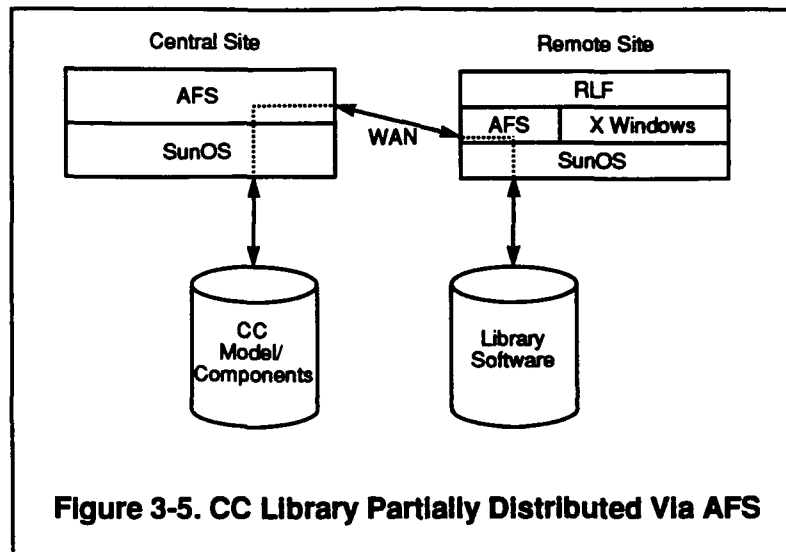 Central Site
Remote Site
AFS
SunOS
WAN
RLF
AFS
X Windows
SunOS
CC
Model/
Components
Library
Software
Figure 3-5. CC Library Partially Distributed Via AFS